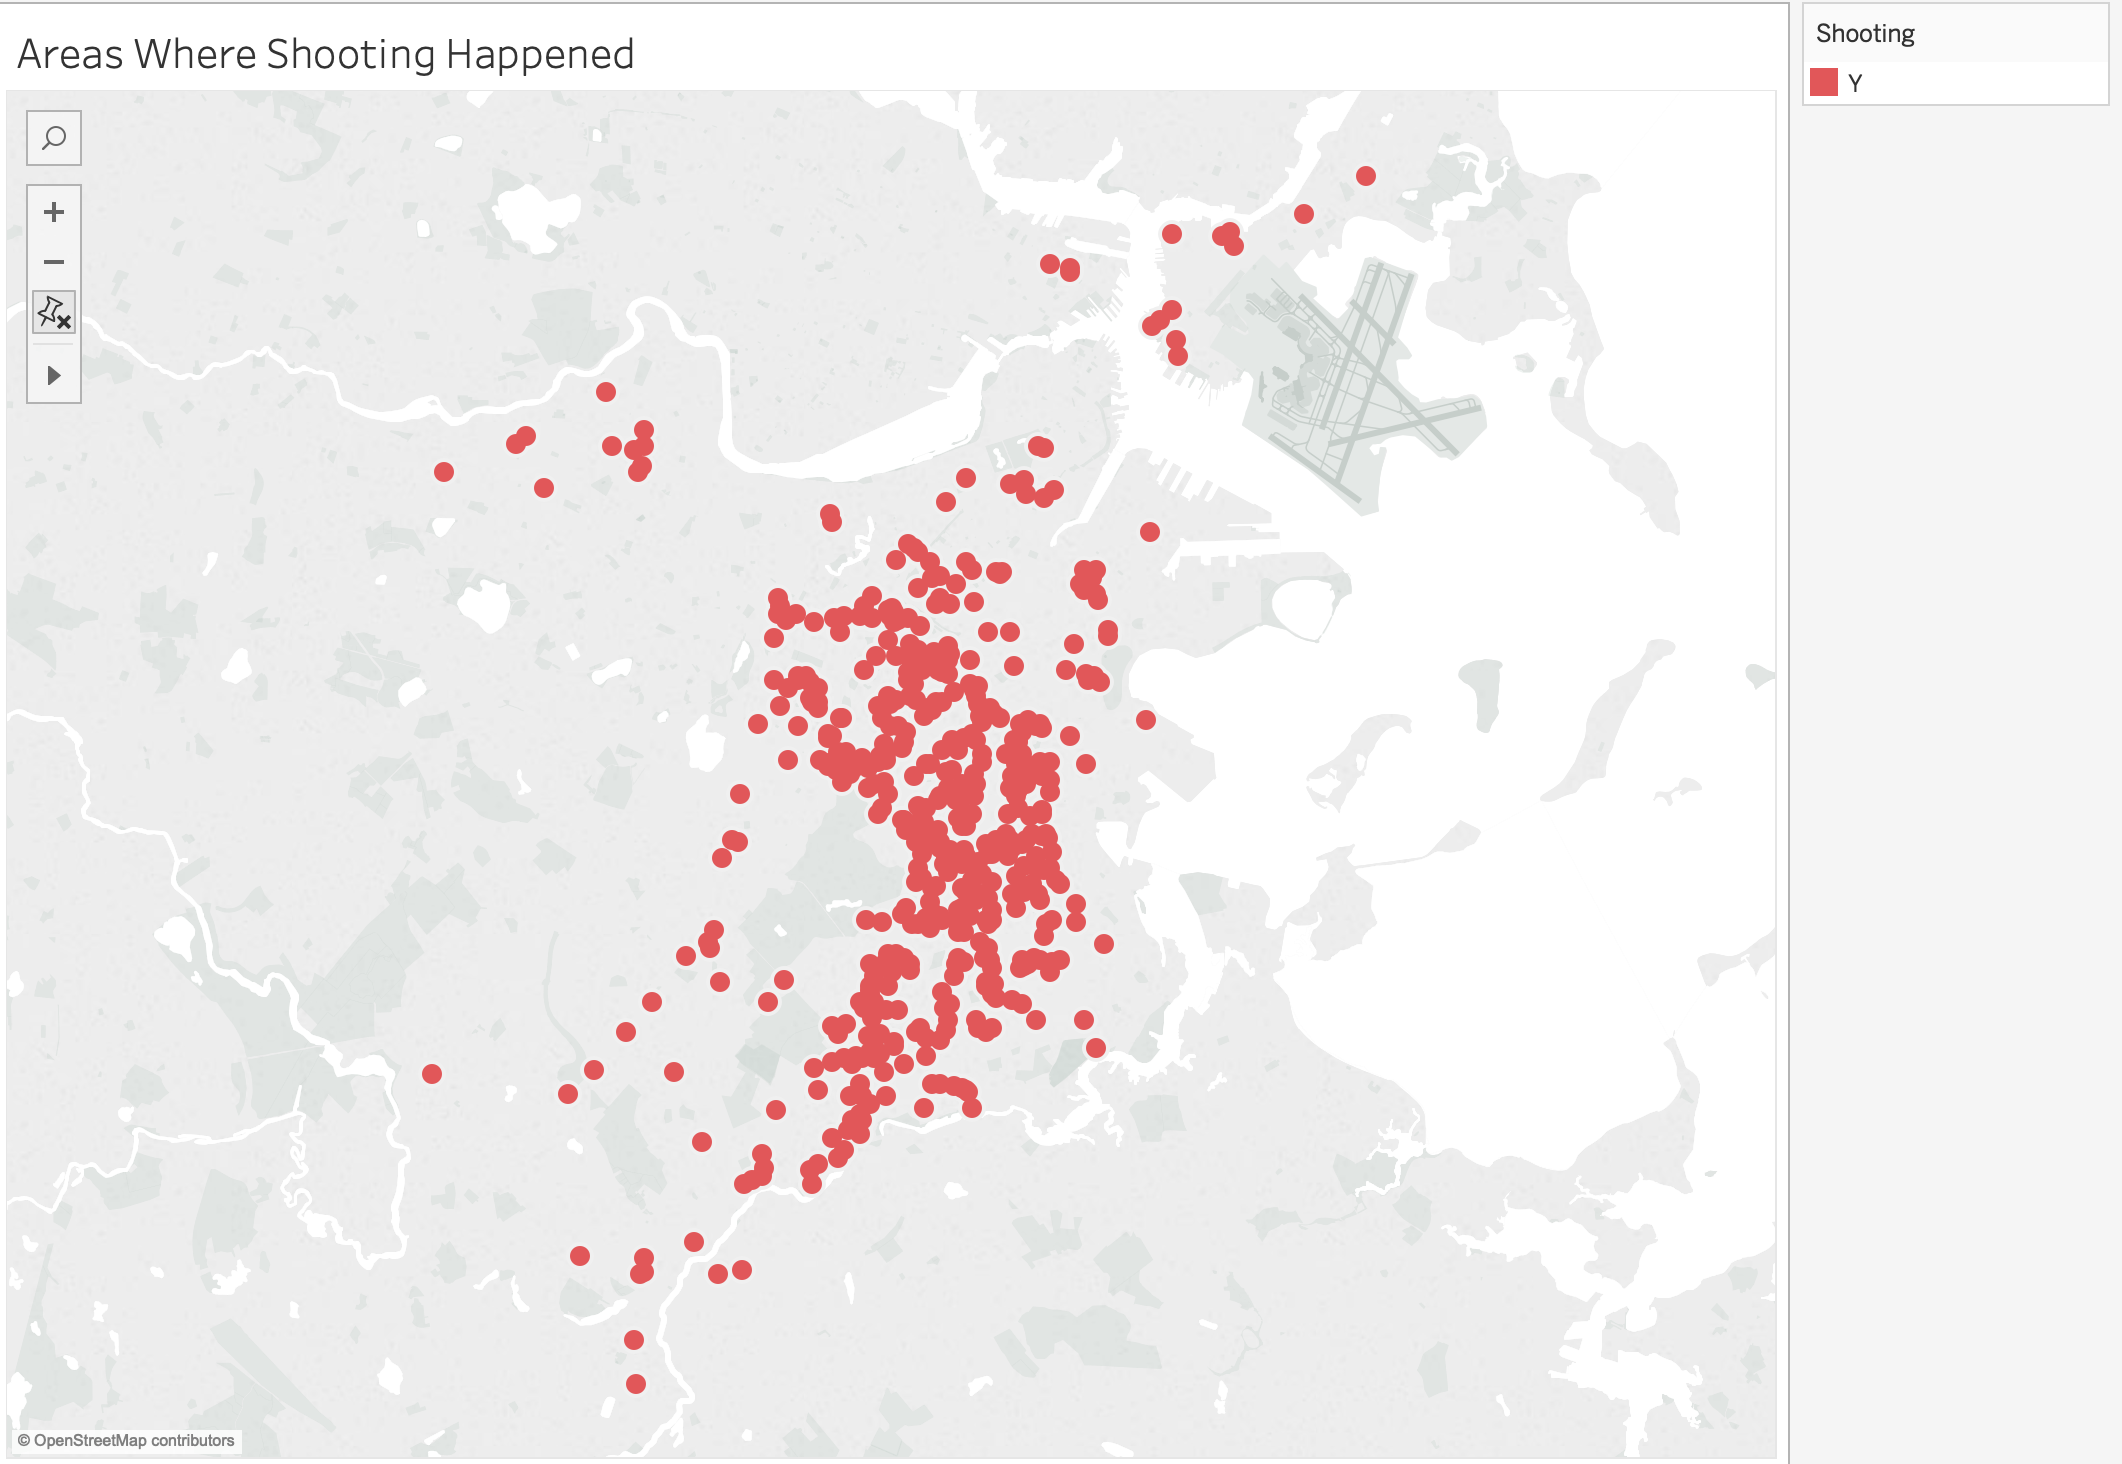 Areas Where Shooting Happened
Shooting
Y
© OpenStreetMap contributors